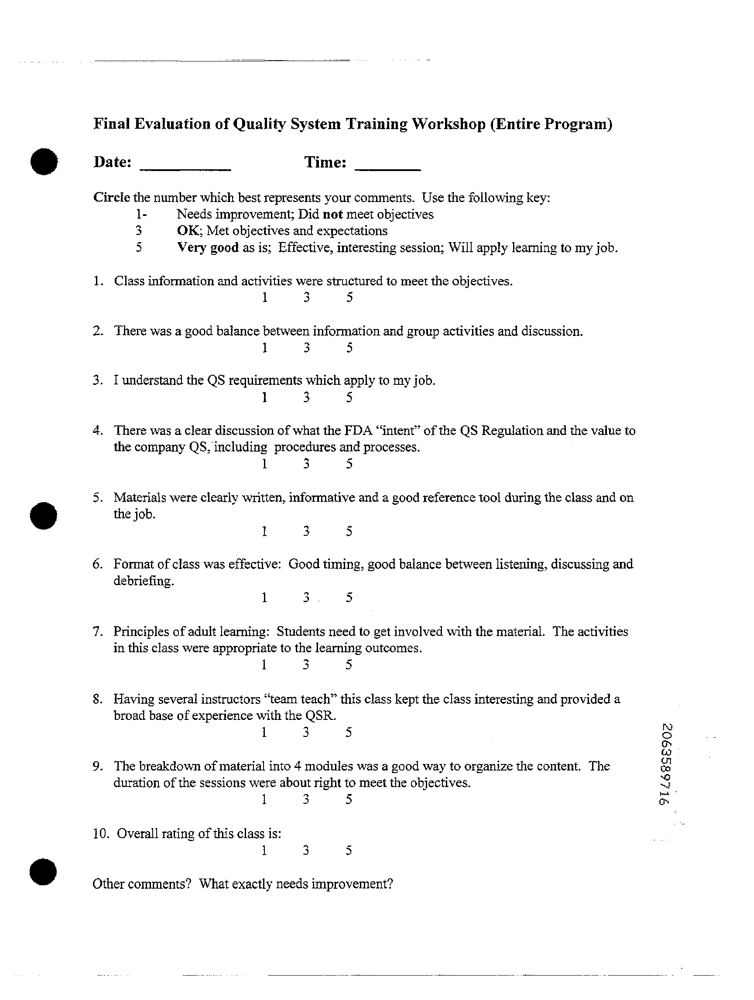 Final Evaluation of Quality System Training Workshop (Entire Program)
Date: ____________ Time: _________
Circle the number which best represents your comments. Use the following key:
1- Needs improvement; Did not meet objectives
3 OK; Met objectives and expectations
5 Very good as is; Effective, interesting session; Will apply learning to my job.
1. Class information and activities were structured to meet the objectives.
1 3 5
2. There was a good balance between information and group activities and discussion.
1 3 5
3. I understand the QS requirements which apply to my job.
1 3 5
4. There was a clear discussion of what the FDA “intent” of the QS Regulation and the value to
the company QS, including procedures and processes.
1 3 5
5. Materials were clearly written, informative and a good reference tool during the class and on
the job.
1 3 5
6. Format of class was effective: Good timing, good balance between listening, discussing and
debriefing.
1 3 5
7. Principles of adult learning: Students need to get involved with the material. The activities
in this class were appropriate to the learning outcomes.
1 3 5
8. Having several instructors “team teach” this class kept the class interesting and provided a
broad base of experience with the QSR.
1 3 5
9. The breakdown of material into 4 modules was a good way to organize the content. The
duration of the sessions were about right to meet the objectives.
1 3 5
10. Overall rating of this class is:
1 3 5
Other comments? What exactly needs improvement?
2063589716